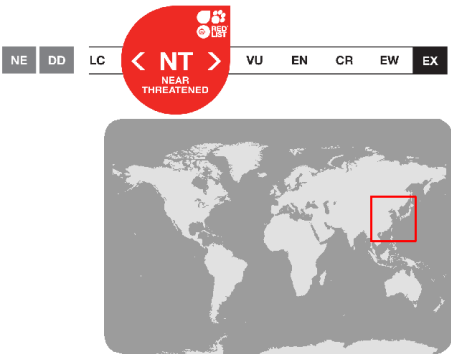 RED
LIST
NE DD LC < NT > VU EN CR EW EX
NEAR
THREATENED